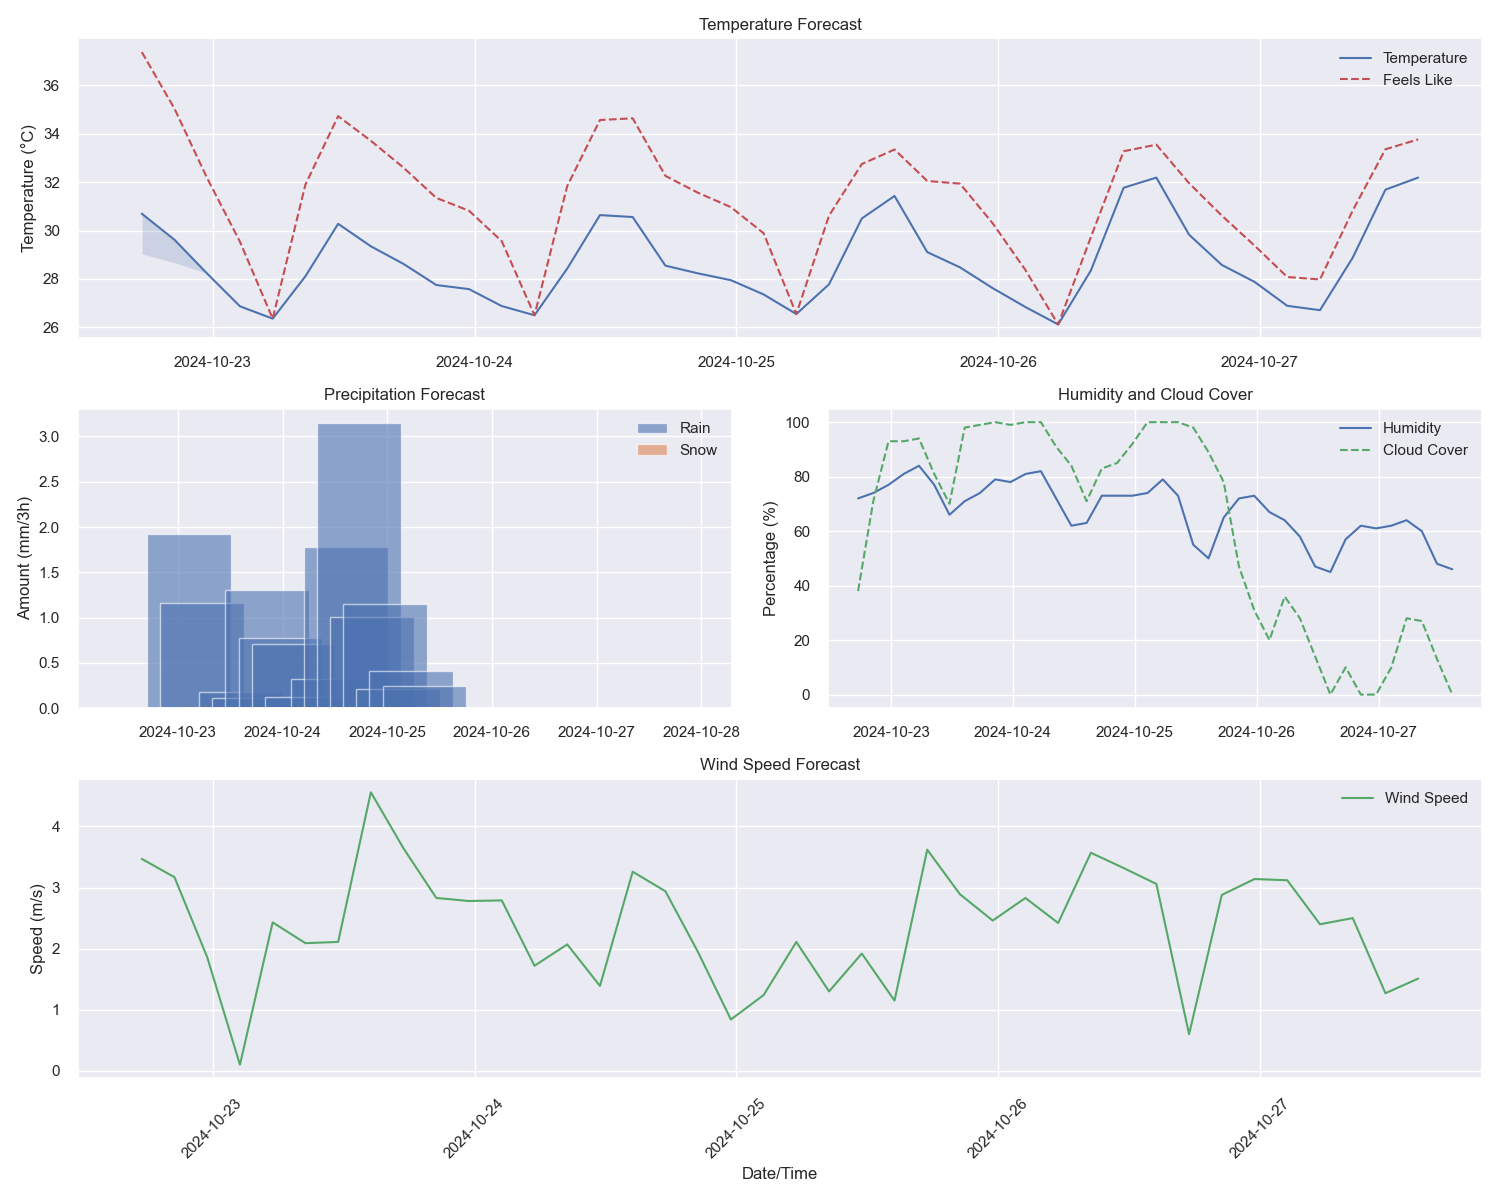 Temperature Forecast
Temperature (°C)
36
34
32
30
28
26
Temperature
Feels Like
2024-10-23
2024-10-24
2024-10-25
2024-10-26
2024-10-27
Precipitation Forecast
Amount (mm/3h)
3.0
2.5
2.0
1.5
1.0
0.5
0.0
Rain
Snow
2024-10-23
2024-10-24
2024-10-25
2024-10-26
2024-10-27
2024-10-28
Humidity and Cloud Cover
Percentage (%)
100
80
60
40
20
0
Humidity
Cloud Cover
2024-10-23
2024-10-24
2024-10-25
2024-10-26
2024-10-27
Wind Speed Forecast
Speed (m/s)
4
3
2
1
0
Wind Speed
2024-10-23
2024-10-24
2024-10-25
2024-10-26
2024-10-27
Date/Time